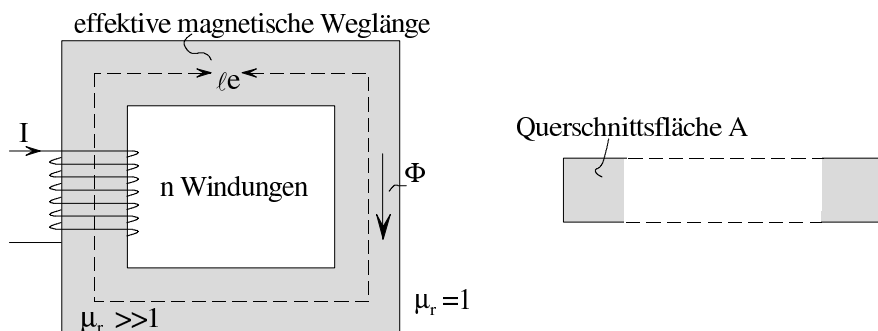 effektive magnetische Weglänge
ℓe
I
n Windungen
Φ
μr >>1
μr =1
Querschnittsfläche A